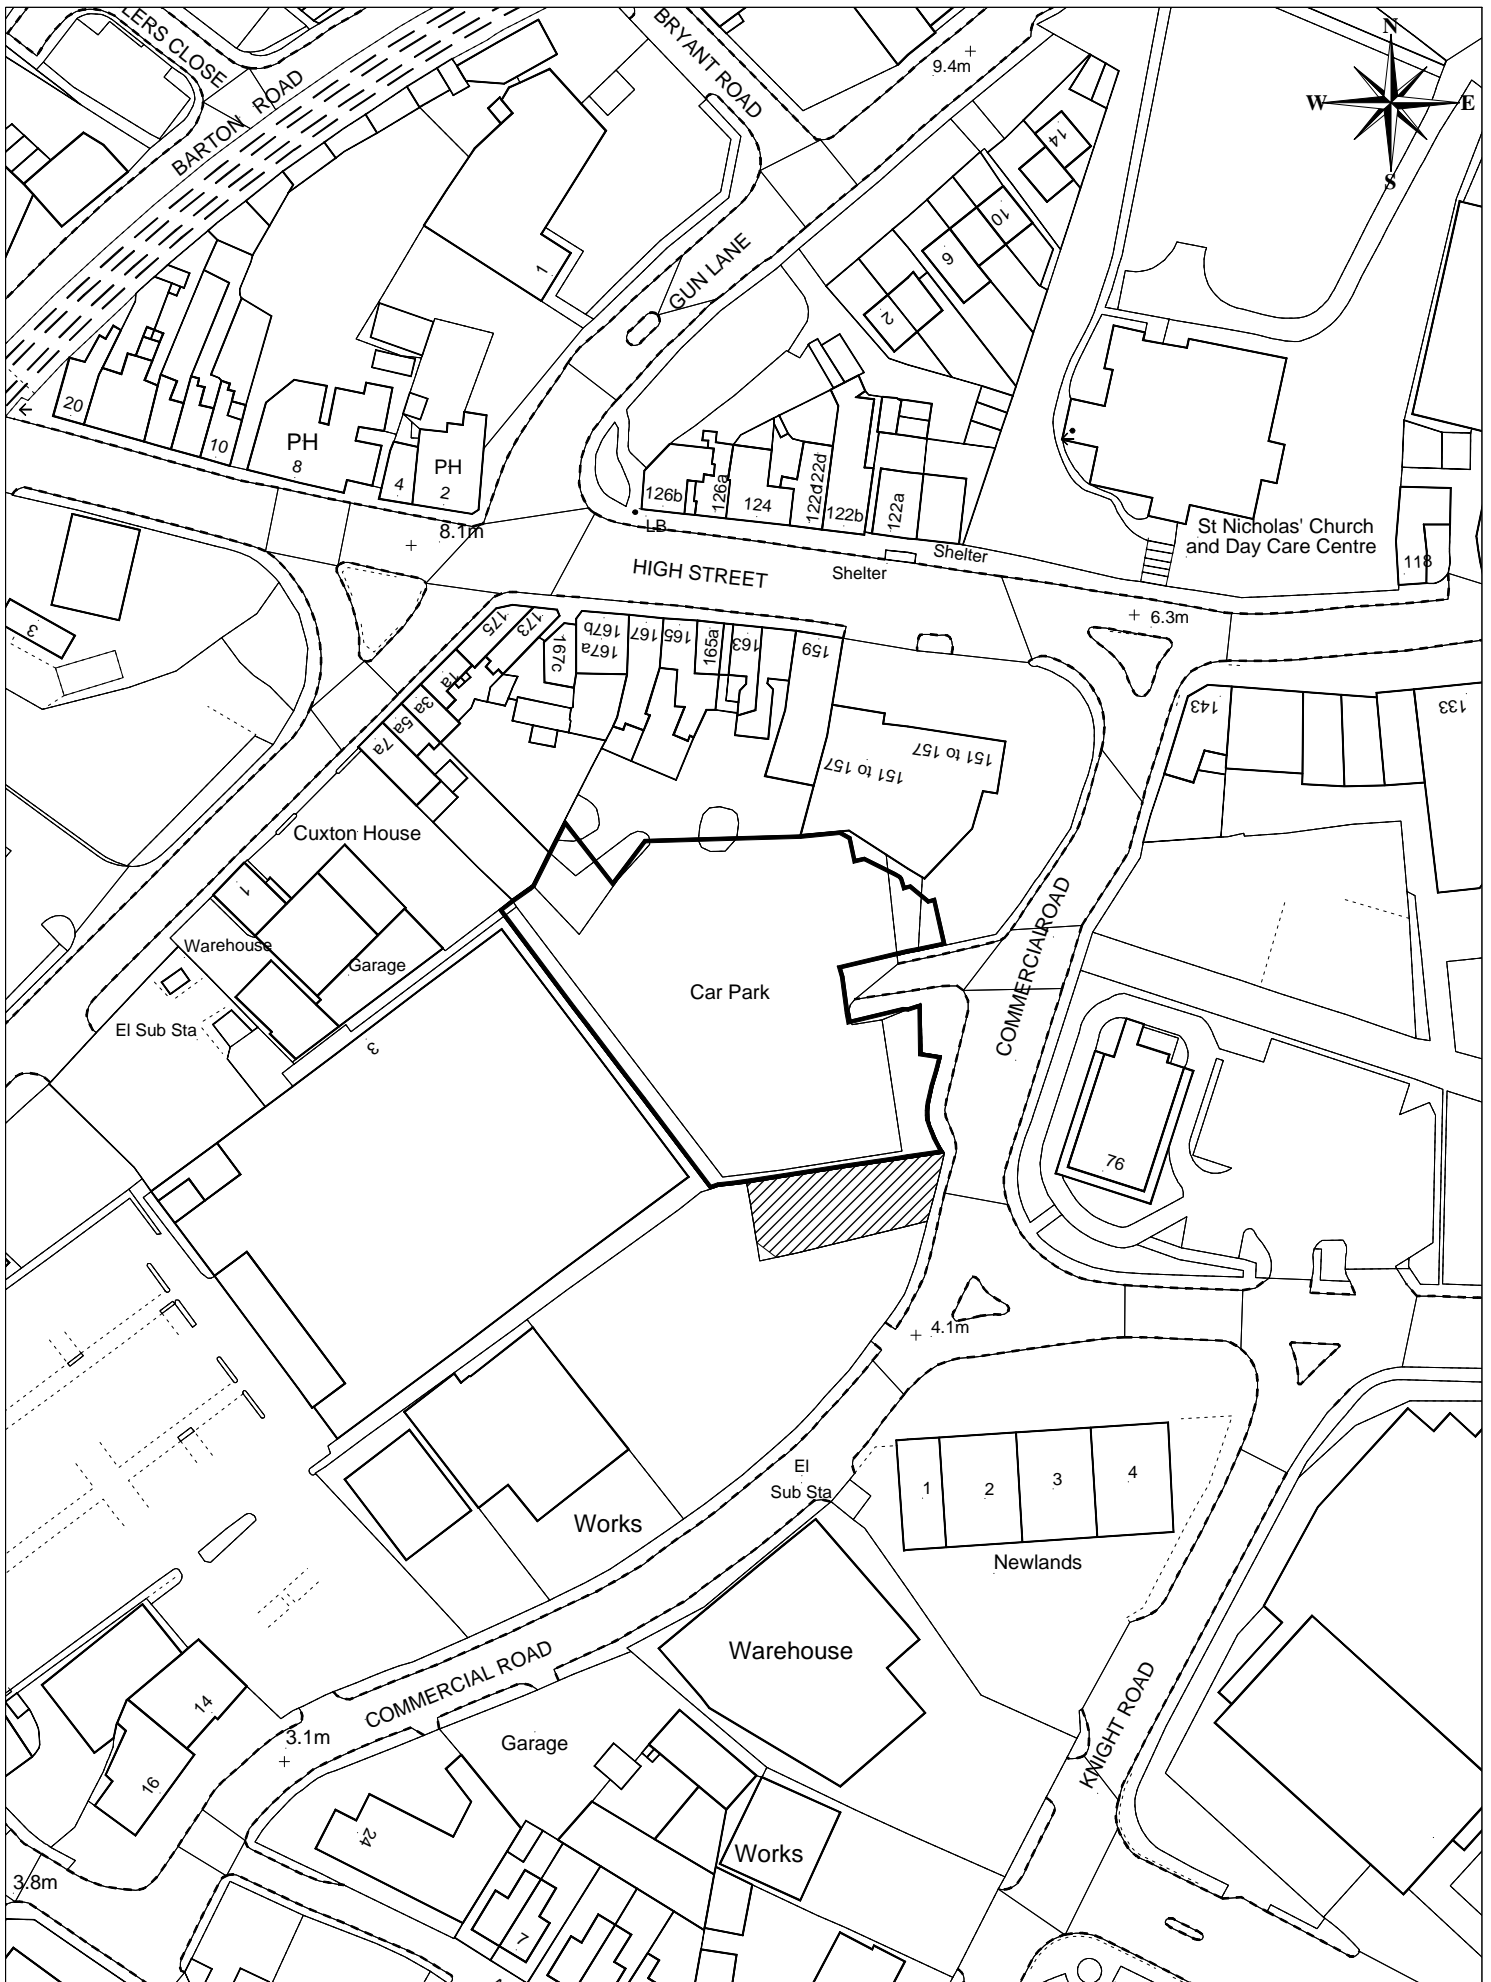 LERS CLOSE
BARTON ROAD
BRYANT ROAD
9.4m
N
W
E
S
14
10
6
2
GUN LANE
1
20
10
PH
8
4
PH
2
8.1m
126b
126a
124
122d
122d
122b
122a
LB
Shelter
Shelter
HIGH STREET
St Nicholas' Church
and Day Care Centre
118
6.3m
3
175
173
167c
167b
167a
167
165
165a
163
159
1a
3a
5a
7a
151 to 157
151 to 157
143
133
Cuxton House
1
Warehouse
Garage
El Sub Sta
3
Car Park
COMMERCIAL ROAD
76
4.1m
El
Sub Sta
1
2
3
4
Newlands
Works
Warehouse
COMMERCIAL ROAD
KNIGHT ROAD
14
16
3.1m
Garage
24
Works
7
3.8m